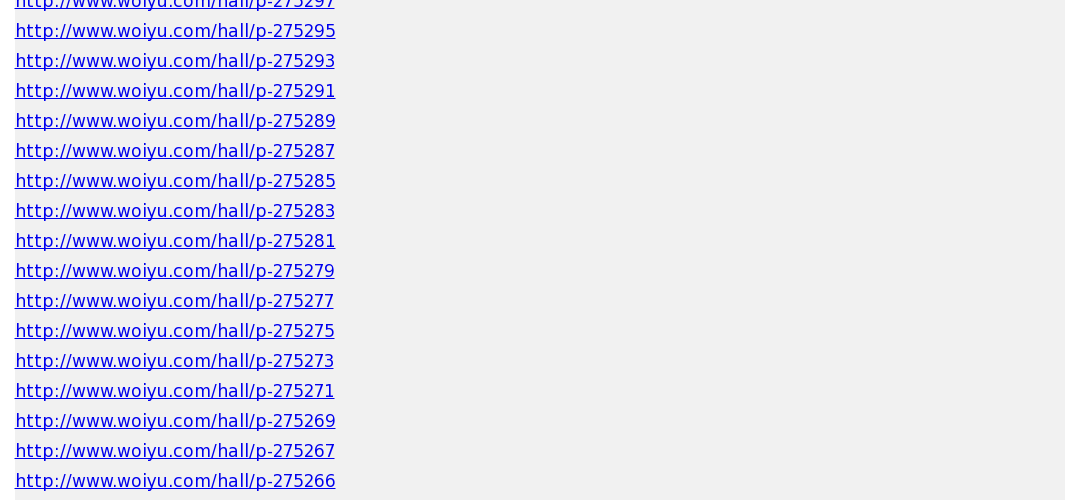 http://www.woiyu.com/hall/p-275297
http://www.woiyu.com/hall/p-275295
http://www.woiyu.com/hall/p-275293
http://www.woiyu.com/hall/p-275291
http://www.woiyu.com/hall/p-275289
http://www.woiyu.com/hall/p-275287
http://www.woiyu.com/hall/p-275285
http://www.woiyu.com/hall/p-275283
http://www.woiyu.com/hall/p-275281
http://www.woiyu.com/hall/p-275279
http://www.woiyu.com/hall/p-275277
http://www.woiyu.com/hall/p-275275
http://www.woiyu.com/hall/p-275273
http://www.woiyu.com/hall/p-275271
http://www.woiyu.com/hall/p-275269
http://www.woiyu.com/hall/p-275267
http://www.woiyu.com/hall/p-275266